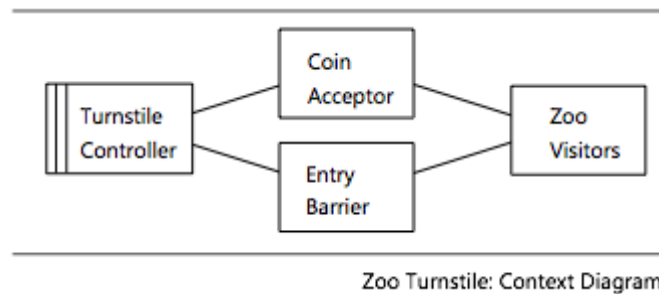 Coin
Acceptor
Turnstile
Controller
Zoo
Visitors
Entry
Barrier
Zoo Turnstile: Context Diagram